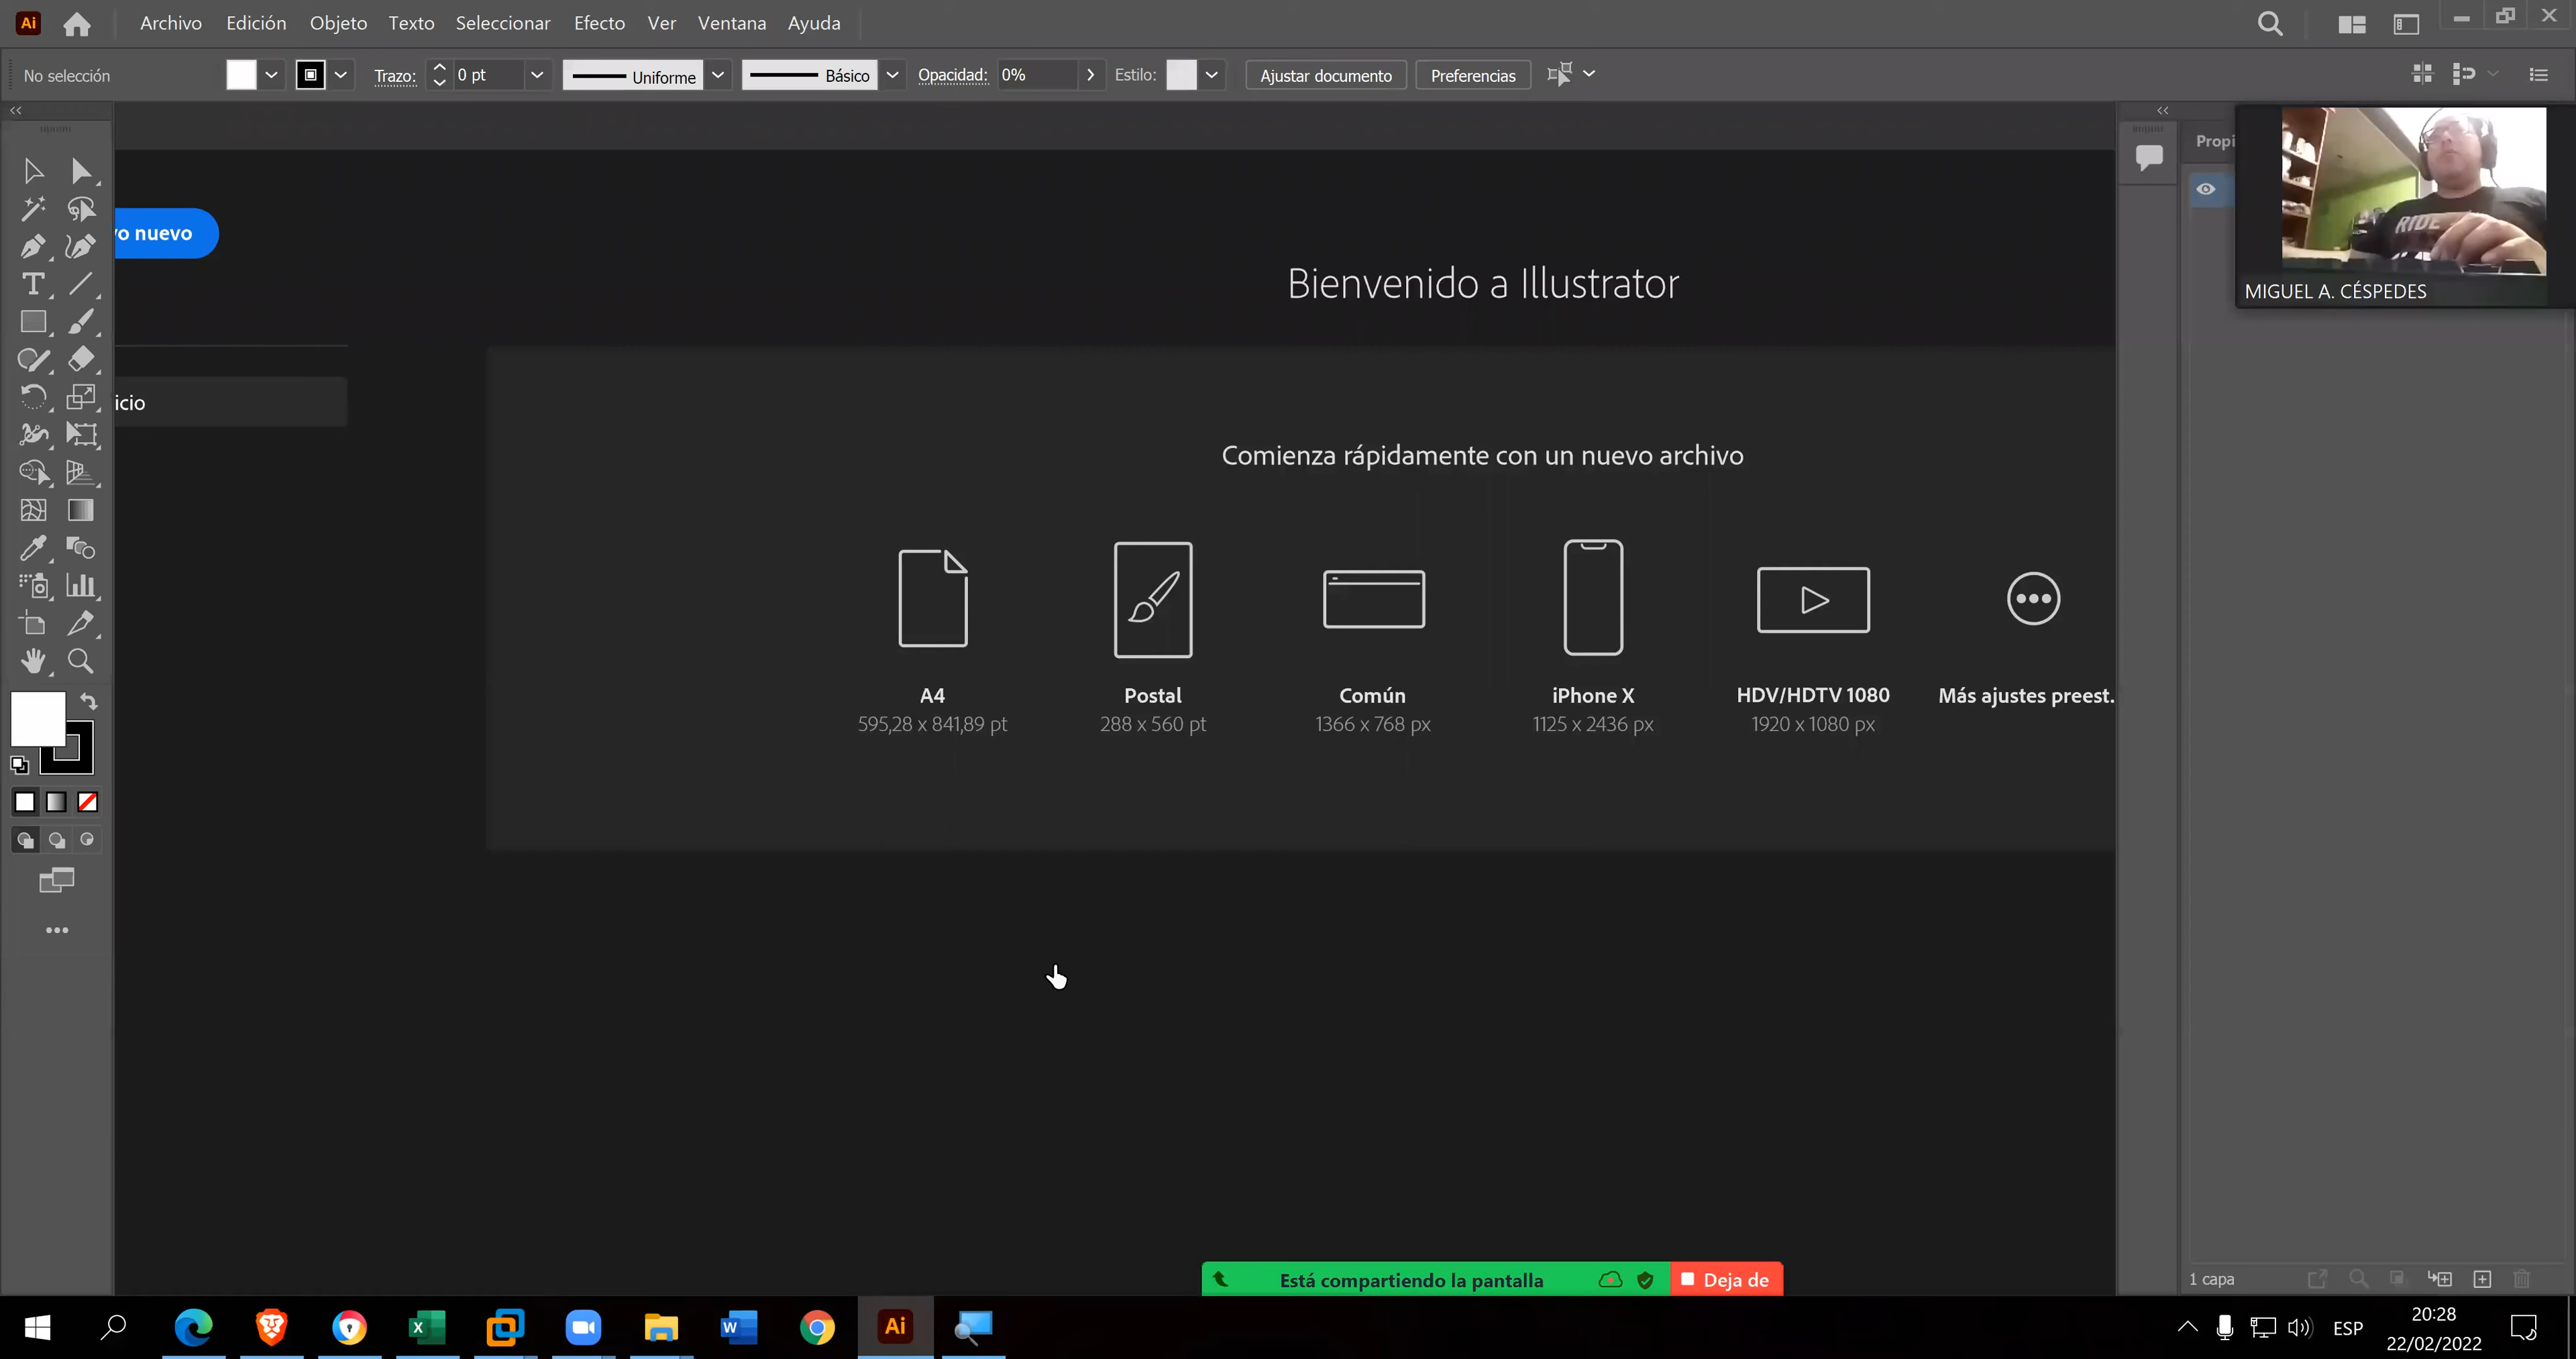 Ai Archivo Edición Objeto Texto Seleccionar Efecto Ver Ventana Ayuda
No selección Trazo: 0 pt Uniforme Básico Opacidad: 0% Estilo: Ajustar documento Preferencias
Propi
RIDE
MIGUEL A. CÉSPEDES
vo nuevo
icio
Bienvenido a Illustrator
Comienza rápidamente con un nuevo archivo
A4 Postal Común iPhone X HDV/HDTV 1080 Más ajustes preest.
595,28 x 841,89 pt 288 x 560 pt 1366 x 768 px 1125 x 2436 px 1920 x 1080 px
Está compartiendo la pantalla Deja de
1 capa
Ai
ESP
20:28
22/02/2022